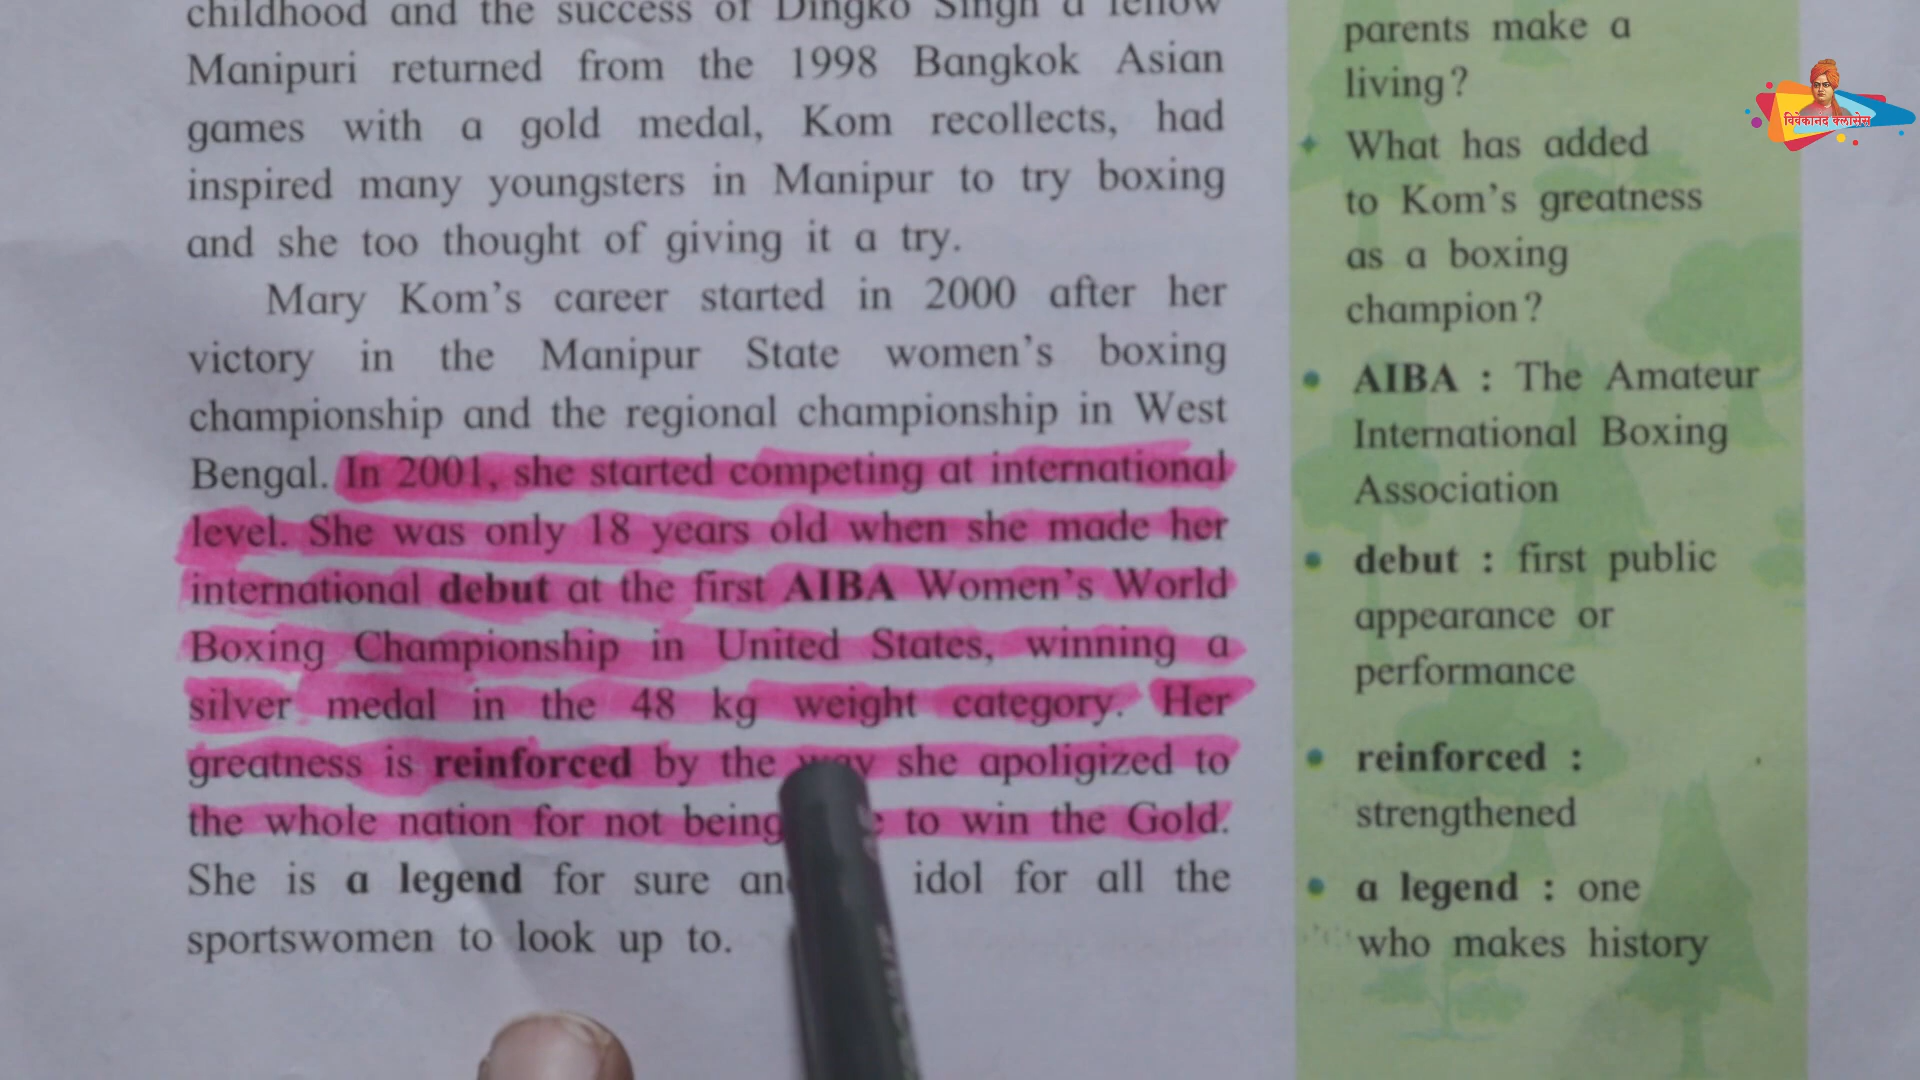 childhood and the success of Dingko Singh a fellow
Manipuri returned from the 1998 Bangkok Asian
games with a gold medal, Kom recollects, had
inspired many youngsters in Manipur to try boxing
and she too thought of giving it a try.
Mary Kom's career started in 2000 after her
victory in the Manipur State women's boxing
championship and the regional championship in West
Bengal. In 2001, she started competing at international
level. She was only 18 years old when she made her
international debut at the first AIBA Women's World
Boxing Championship in United States, winning a
silver medal in the 48 kg weight category. Her
greatness is reinforced by the way she apoligized to
the whole nation for not being to win the Gold.
She is a legend for sure idol for all the
sportswomen to look up to.
parents make a
living?
What has added
to Kom's greatness
as a boxing
champion?
AIBA : The Amateur
International Boxing
Association
debut : first public
appearance or
performance
reinforced :
strengthened
a legend : one
who makes history
विवेकानंद क्लासेस